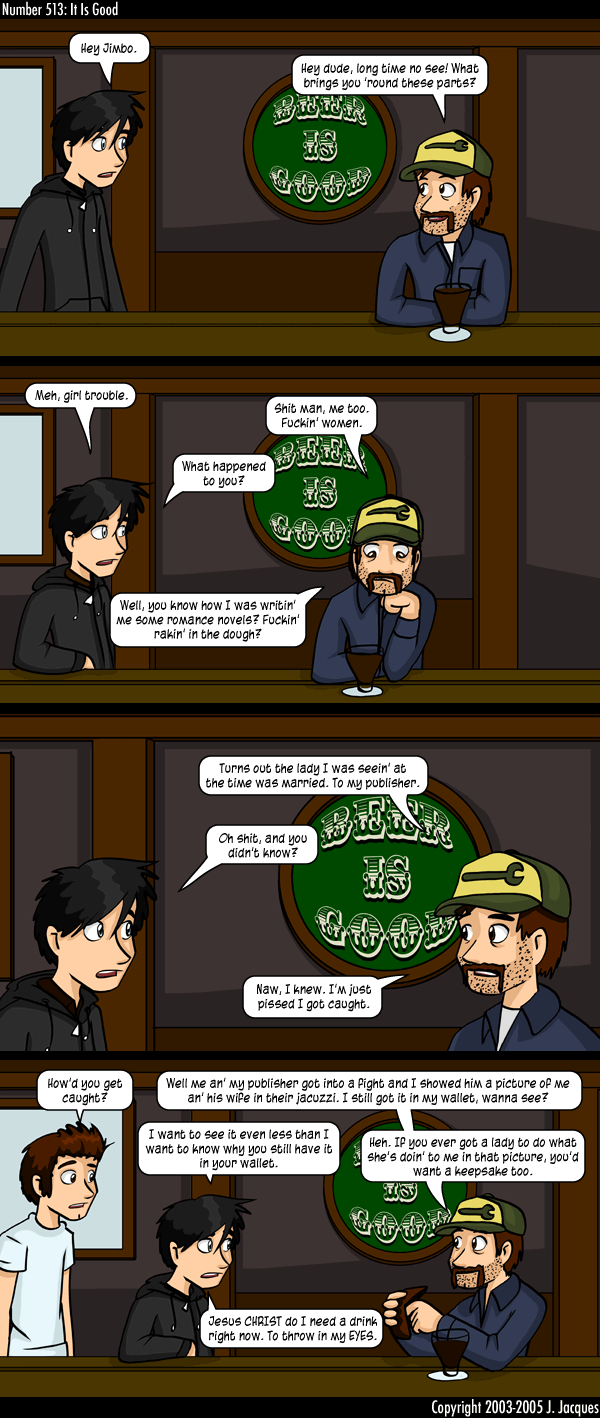 Number 513: It Is Good
Hey Jimbo.
Hey dude, long time no see! What
brings you 'round these parts?
BEER
IS
GOOD
Meh, girl trouble.
Shit man, me too.
Fuckin' women.
What happened
to you?
BEER
IS
GOOD
Well, you know how I was writin'
me some romance novels? Fuckin'
rakin' in the dough?
Turns out the lady I was seein' at
the time was married. To my publisher.
Oh shit, and you
didn't know?
BEER
IS
GOOD
Naw, I knew. I'm just
pissed I got caught.
How'd you get
caught?
Well me an' my publisher got into a fight and I showed him a picture of me
an' his wife in their jacuzzi. I still got it in my wallet, wanna see?
I want to see it even less than I
want to know why you still have it
in your wallet.
Heh. If you ever got a lady to do what
she's doin' to me in that picture, you'd
want a keepsake too.
IS
GOOD
Jesus CHRIST do I need a drink
right now. To throw in my EYES.
Copyright 2003-2005 J. Jacques